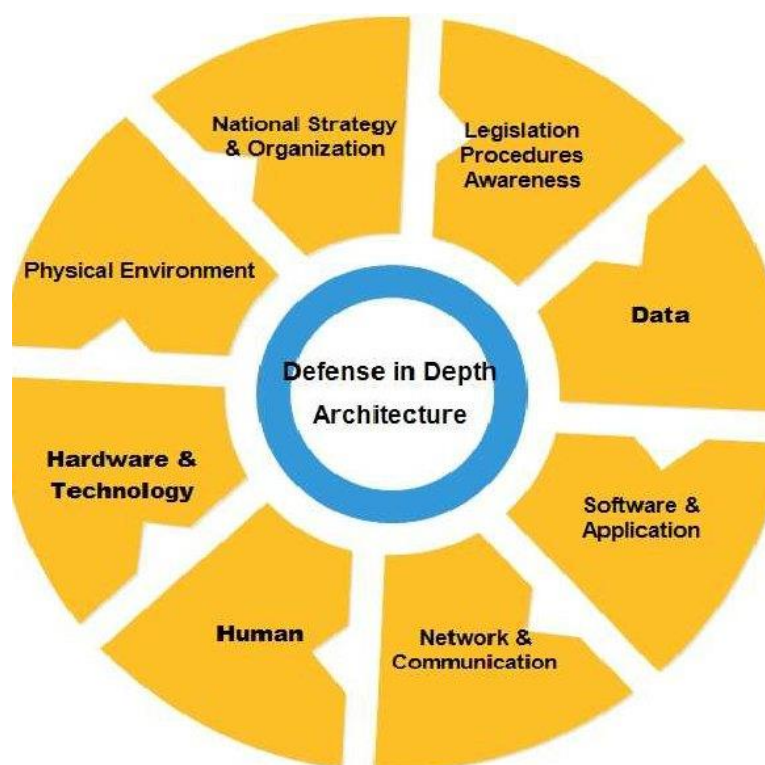 National Strategy
& Organization
Legislation
Procedures
Awareness
Data
Software &
Application
Network &
Communication
Human
Hardware &
Technology
Physical Environment
Defense in Depth
Architecture